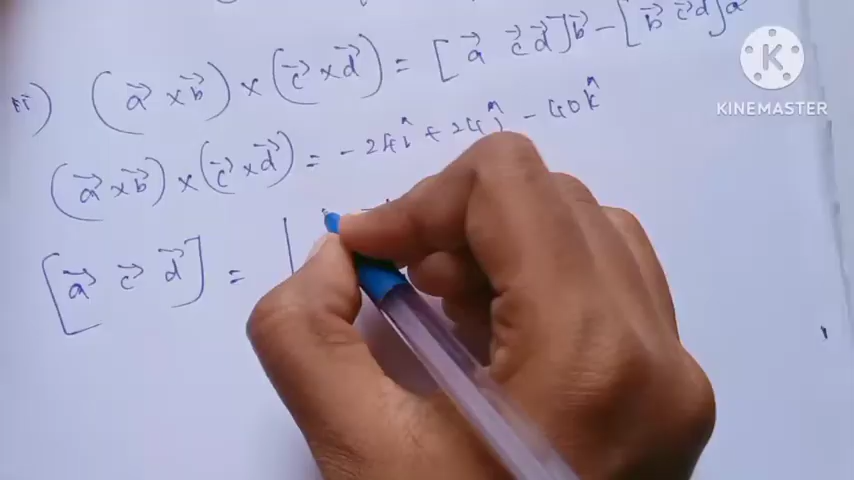 ii) (a⃗ × b⃗) × (c⃗ × d⃗) = [a⃗ c⃗ d⃗] b⃗ − [b⃗ c⃗ d⃗] a⃗
K
KINEMASTER
(a⃗ × b⃗) × (c⃗ × d⃗) = − 24î + 24ĵ − 40k̂
[a⃗ c⃗ d⃗] =